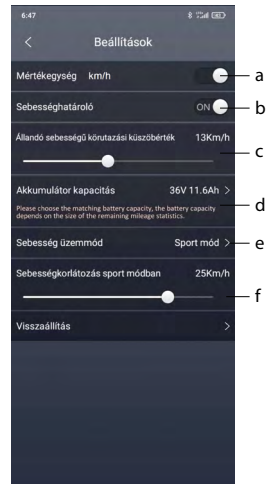 6:47
Beállítások
Mértékegység km/h
a
Sebességhatároló ON
b
Állandó sebességű körutazási küszöbérték 13Km/h
c
Akkumulátor kapacitás 36V 11.6Ah >
Please choose the matching battery capacity, the battery capacity
depends on the size of the remaining mileage statistics.
d
Sebesség üzemmód Sport mód >
e
Sebességkorlátozás sport módban 25Km/h
f
Visszaállítás >